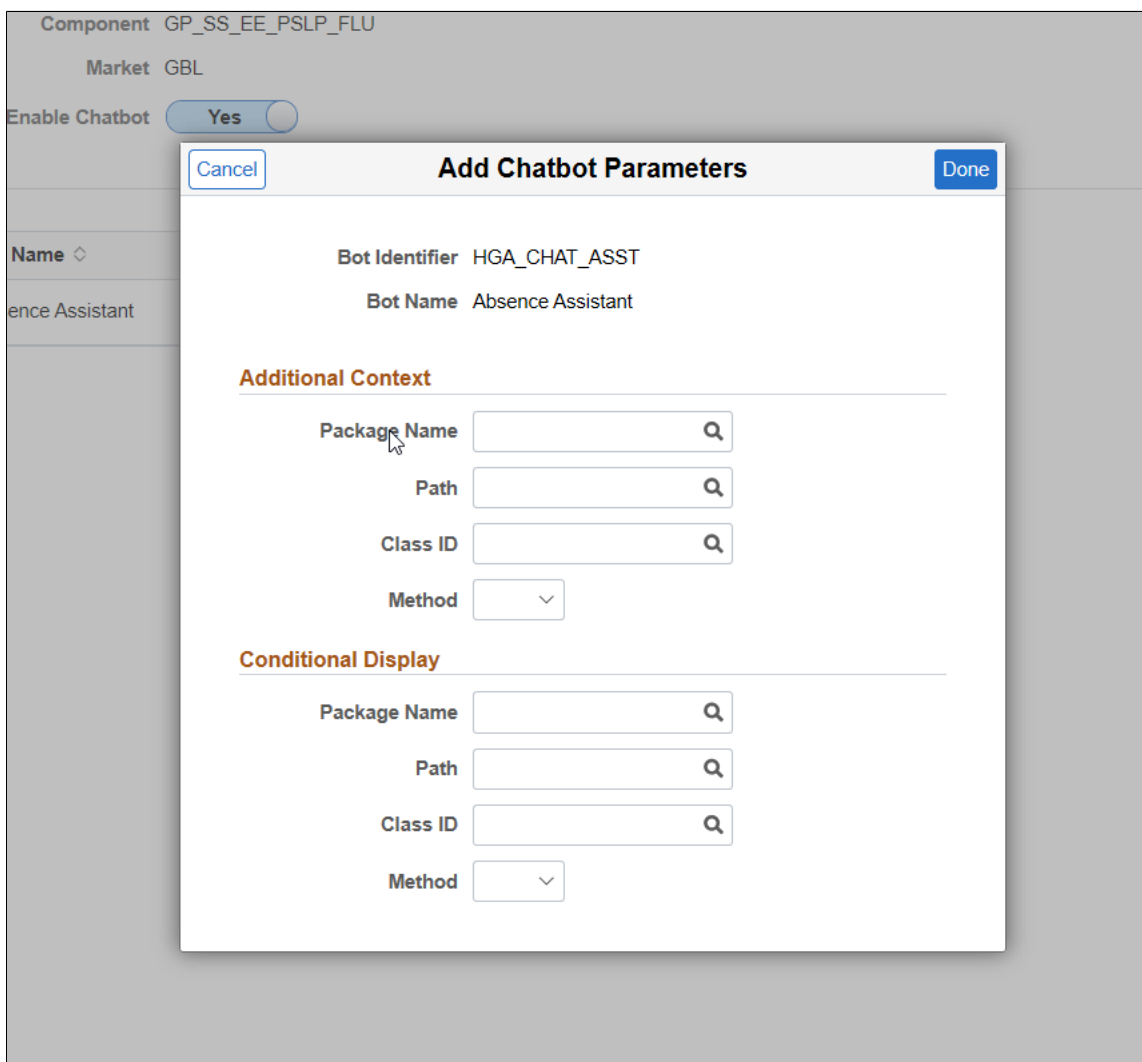 Component GP_SS_EE_PSLP_FLU
Market GBL
Enable Chatbot Yes
Cancel Add Chatbot Parameters Done
Name
ence Assistant
Bot Identifier HGA_CHAT_ASST
Bot Name Absence Assistant
Additional Context
Package Name
Path
Class ID
Method
Conditional Display
Package Name
Path
Class ID
Method